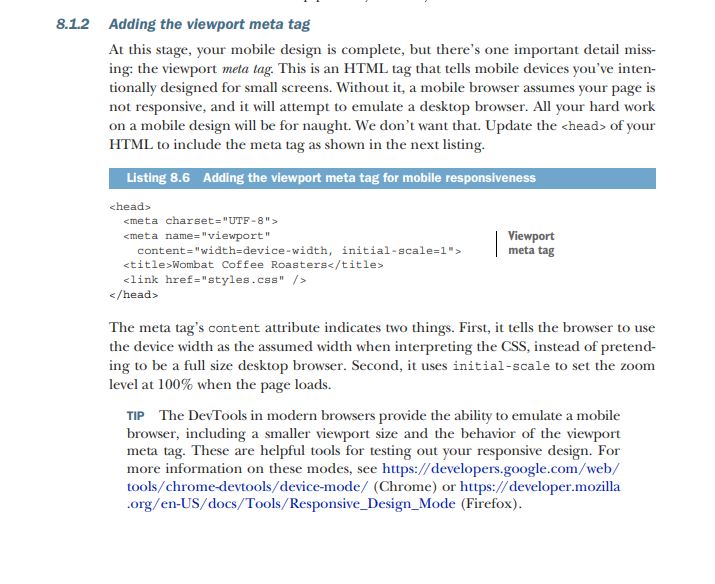 8.1.2 Adding the viewport meta tag
At this stage, your mobile design is complete, but there's one important detail miss-
ing: the viewport meta tag. This is an HTML tag that tells mobile devices you've inten-
tionally designed for small screens. Without it, a mobile browser assumes your page is
not responsive, and it will attempt to emulate a desktop browser. All your hard work
on a mobile design will be for naught. We don't want that. Update the <head> of your
HTML to include the meta tag as shown in the next listing.
Listing 8.6 Adding the viewport meta tag for mobile responsiveness
<head>
<meta charset="UTF-8">
<meta name="viewport"
content="width=device-width, initial-scale=1">
Viewport
meta tag
<title>Wombat Coffee Roasters</title>
<link href="styles.css" />
</head>
The meta tag's content attribute indicates two things. First, it tells the browser to use
the device width as the assumed width when interpreting the CSS, instead of pretend-
ing to be a full size desktop browser. Second, it uses initial-scale to set the zoom
level at 100% when the page loads.
TIP The DevTools in modern browsers provide the ability to emulate a mobile
browser, including a smaller viewport size and the behavior of the viewport
meta tag. These are helpful tools for testing out your responsive design. For
more information on these modes, see https://developers.google.com/web/
tools/chrome-devtools/device-mode/ (Chrome) or https://developer.mozilla
.org/en-US/docs/Tools/Responsive_Design_Mode (Firefox).